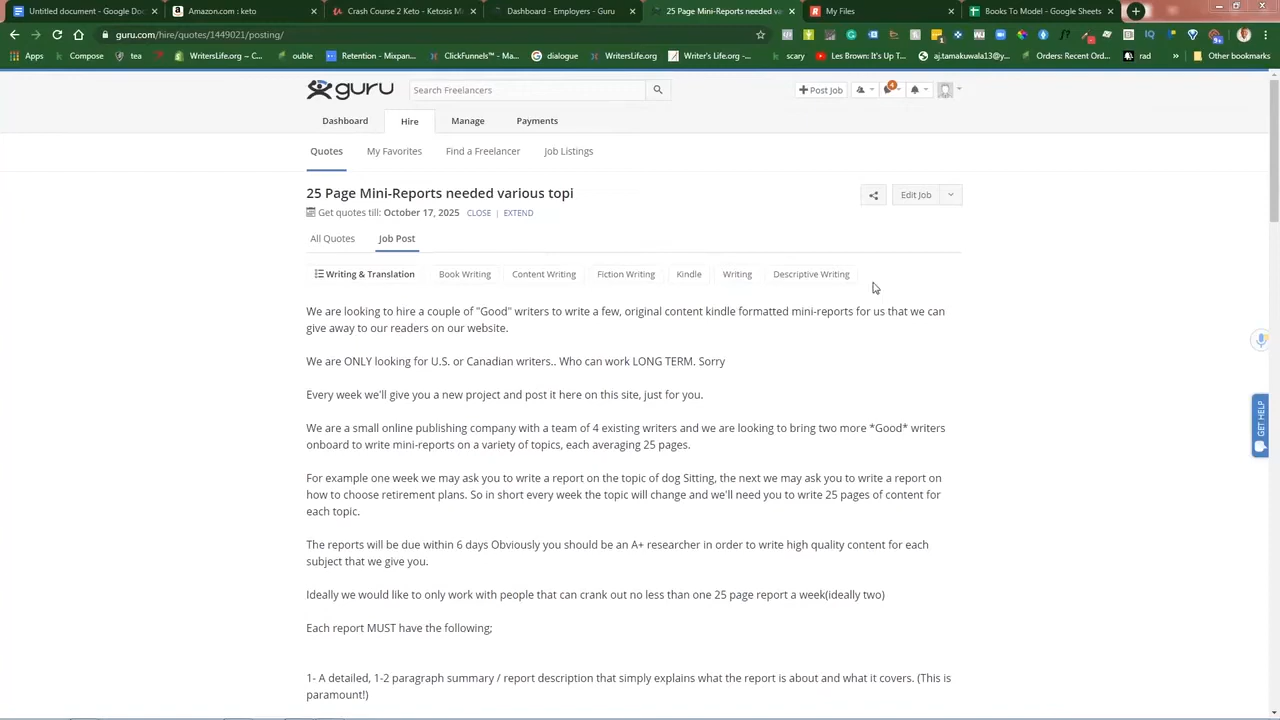 Untitled document - Google Doc
Amazon.com : keto
Crash Course 2 Keto - Ketosis M
Dashboard - Employers - Guru
25 Page Mini-Reports needed va
My Files
Books To Model - Google Sheets
guru.com/hire/quotes/1449021/posting/
Apps
Compose
tea
WritersLife.org – C...
ouble
Retention - Mixpan...
ClickFunnels™ - Ma...
dialogue
WritersLife.org
Writer's Life.org -...
scary
Les Brown: It's Up T...
aj.tamakuwala13@y...
Orders: Recent Ord...
rad
Other bookmarks
guru
Search Freelancers
Post Job
4
Dashboard
Hire
Manage
Payments
Quotes
My Favorites
Find a Freelancer
Job Listings
25 Page Mini-Reports needed various topi
Edit Job
Get quotes till: October 17, 2025 CLOSE | EXTEND
All Quotes
Job Post
Writing & Translation
Book Writing
Content Writing
Fiction Writing
Kindle
Writing
Descriptive Writing
We are looking to hire a couple of "Good" writers to write a few, original content kindle formatted mini-reports for us that we can
give away to our readers on our website.
We are ONLY looking for U.S. or Canadian writers.. Who can work LONG TERM. Sorry
Every week we'll give you a new project and post it here on this site, just for you.
We are a small online publishing company with a team of 4 existing writers and we are looking to bring two more *Good* writers
onboard to write mini-reports on a variety of topics, each averaging 25 pages.
For example one week we may ask you to write a report on the topic of dog Sitting, the next we may ask you to write a report on
how to choose retirement plans. So in short every week the topic will change and we'll need you to write 25 pages of content for
each topic.
The reports will be due within 6 days Obviously you should be an A+ researcher in order to write high quality content for each
subject that we give you.
Ideally we would like to only work with people that can crank out no less than one 25 page report a week(ideally two)
Each report MUST have the following;
1- A detailed, 1-2 paragraph summary / report description that simply explains what the report is about and what it covers. (This is
paramount!)
GET HELP